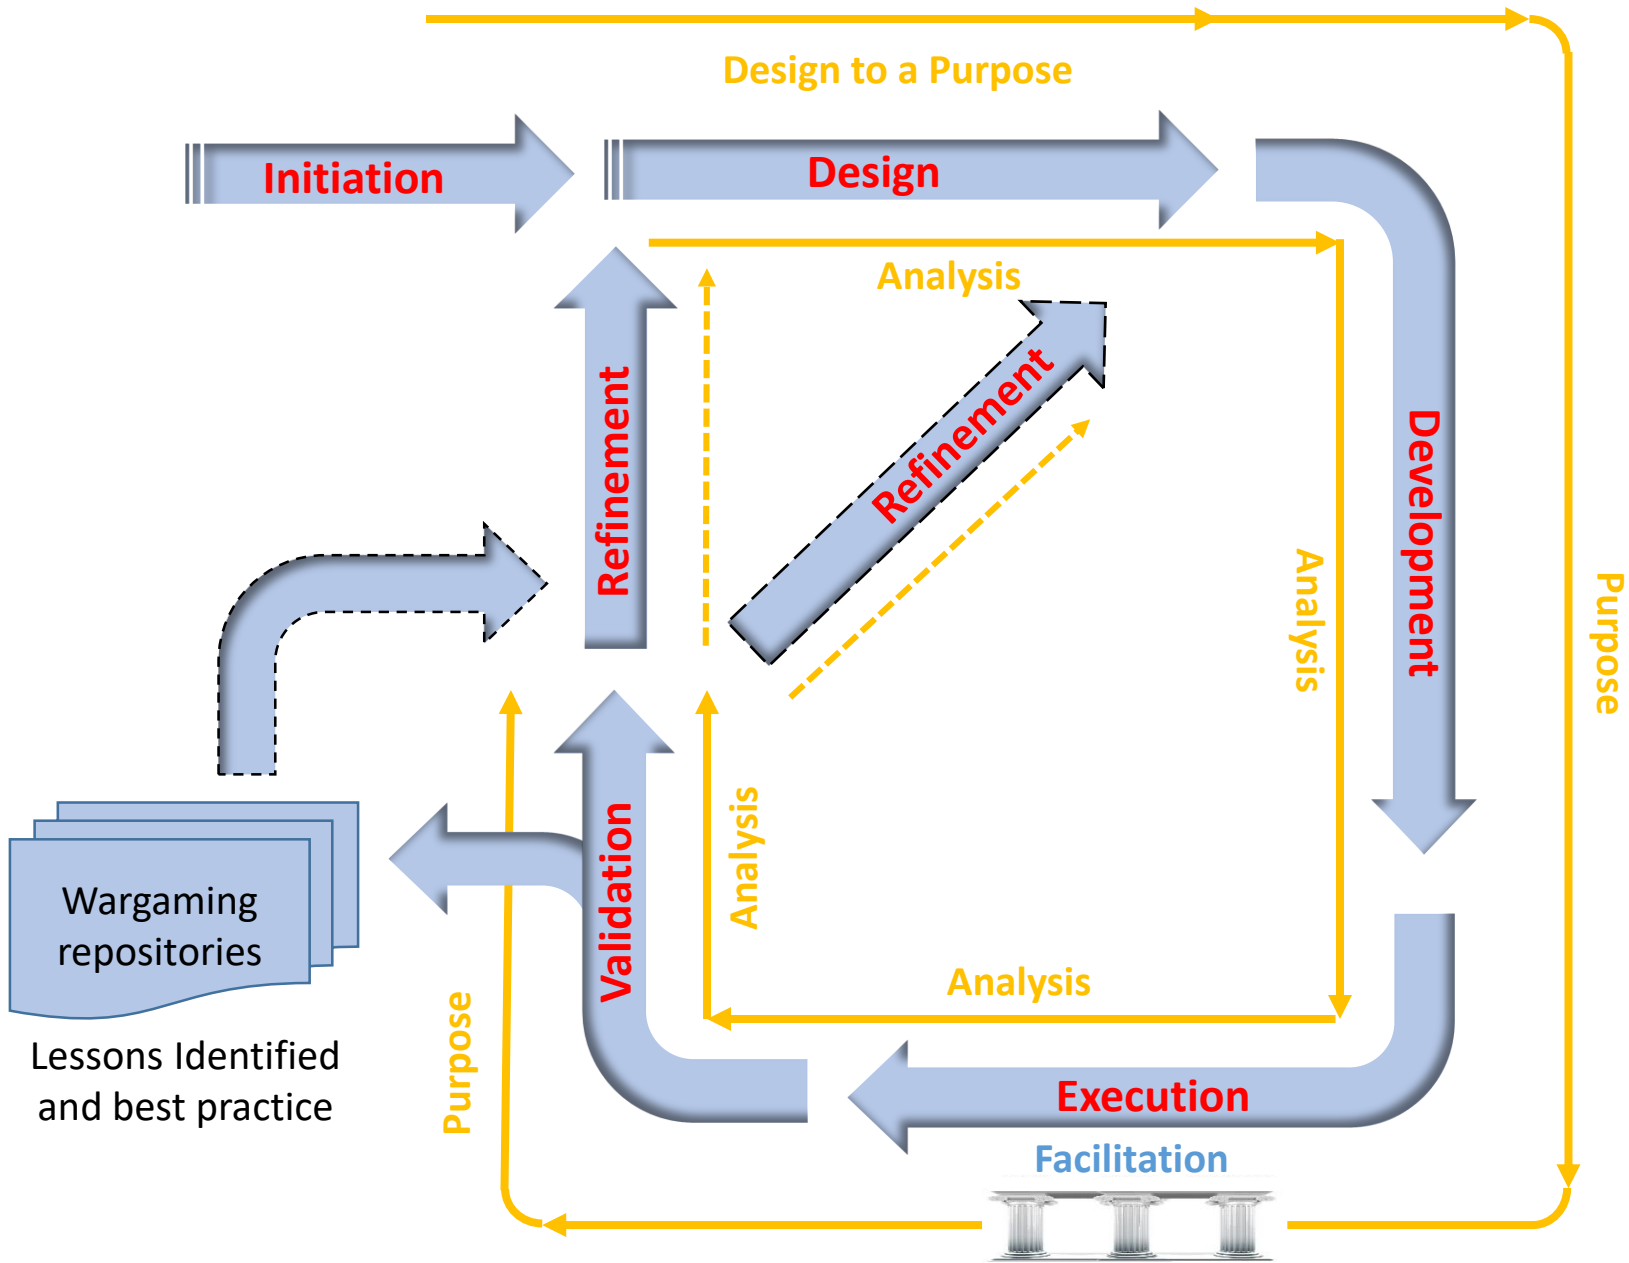 Design to a Purpose
Initiation
Design
Analysis
Refinement
Refinement
Development
Analysis
Purpose
Analysis
Validation
Wargaming
repositories
Lessons Identified
and best practice
Purpose
Analysis
Execution
Facilitation